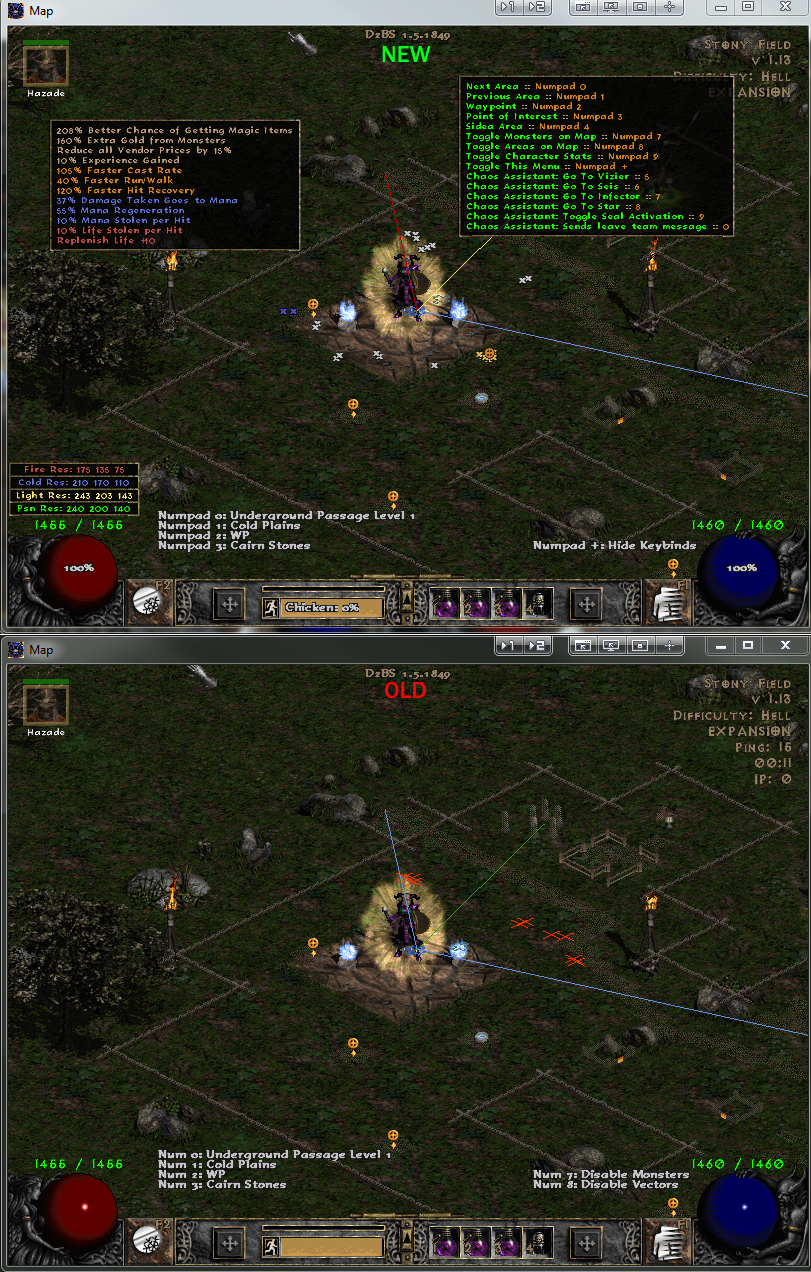 Map
D2BS 1.5.1849
NEW
Stony Field
v 1.13
Difficulty: Hell
Expansion
Hazade
Next Area :: Numpad 0
Previous Area :: Numpad 1
Waypoint :: Numpad 2
Point of Interest :: Numpad 3
Sidea Area :: Numpad 4
Toggle Monsters on Map :: Numpad 7
Toggle Areas on Map :: Numpad 8
Toggle Character Stats :: Numpad 9
Toggle This Menu :: Numpad +
Chaos Assistant: Go To Vizier :: 5
Chaos Assistant: Go To Seis :: 6
Chaos Assistant: Go To Infector :: 7
Chaos Assistant: Go To Star :: 8
Chaos Assistant: Toggle Seal Activation :: 9
Chaos Assistant: Sends leave team message :: 0
208% Better Chance of Getting Magic Items
160% Extra Gold from Monsters
Reduce all Vendor Prices by 15%
10% Experience Gained
105% Faster Cast Rate
40% Faster Run/Walk
120% Faster Hit Recovery
37% Damage Taken Goes to Mana
55% Mana Regeneration
10% Mana Stolen per Hit
10% Life Stolen per Hit
Replenish Life +10
Fire Res: 175 135 75
Cold Res: 210 170 110
Light Res: 243 203 143
Psn Res: 240 200 140
1466 / 1466
1460 / 1460
Numpad 0: Underground Passage Level 1
Numpad 1: Cold Plains
Numpad 2: WP
Numpad 3: Cairn Stones
Numpad +: Hide Keybinds
100%
100%
F2
Chicken: 0%
Map
D2BS 1.5.1849
OLD
Stony Field
v 1.13
Difficulty: Hell
Expansion
Ping: 16
00:11
IP: 0
Hazade
Num 0: Underground Passage Level 1
Num 1: Cold Plains
Num 2: WP
Num 3: Cairn Stones
Num 7: Disable Monsters
Num 8: Disable Vectors
1466 / 1466
1460 / 1460
F2
F1